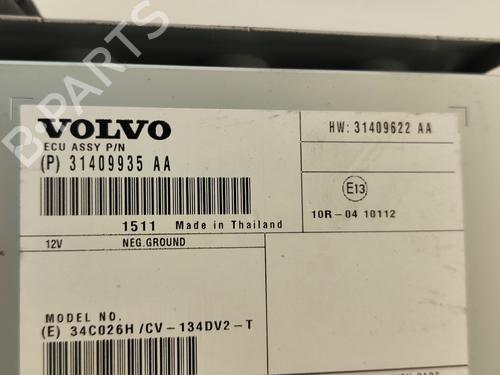 B-PARTS
VOLVO
ECU ASSY P/N
(P) 31409935 AA
HW: 31409622 AA
E13
10R-04 10112
1511 Made in Thailand
12V NEG.GROUND
MODEL NO.
(E) 34C026H/CV-134DV2-T